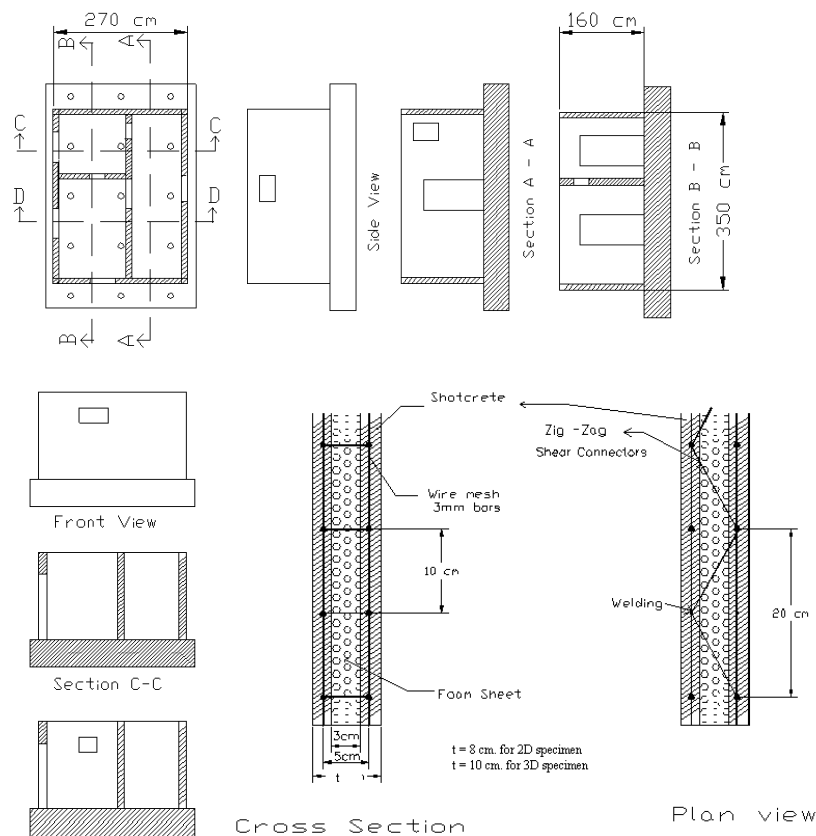 270 cm
B
A
C
C
D
D
B
A
Side View
Section A - A
160 cm
Section B - B
350 cm
Front View
Section C-C
Shotcrete
Zig -Zag
Shear Connectors
Wire mesh
3mm bars
10 cm
Welding
20 cm
Foam Sheet
3cm
5cm
t
t = 8 cm. for 2D specimen
t = 10 cm. for 3D specimen
Cross Section
Plan view